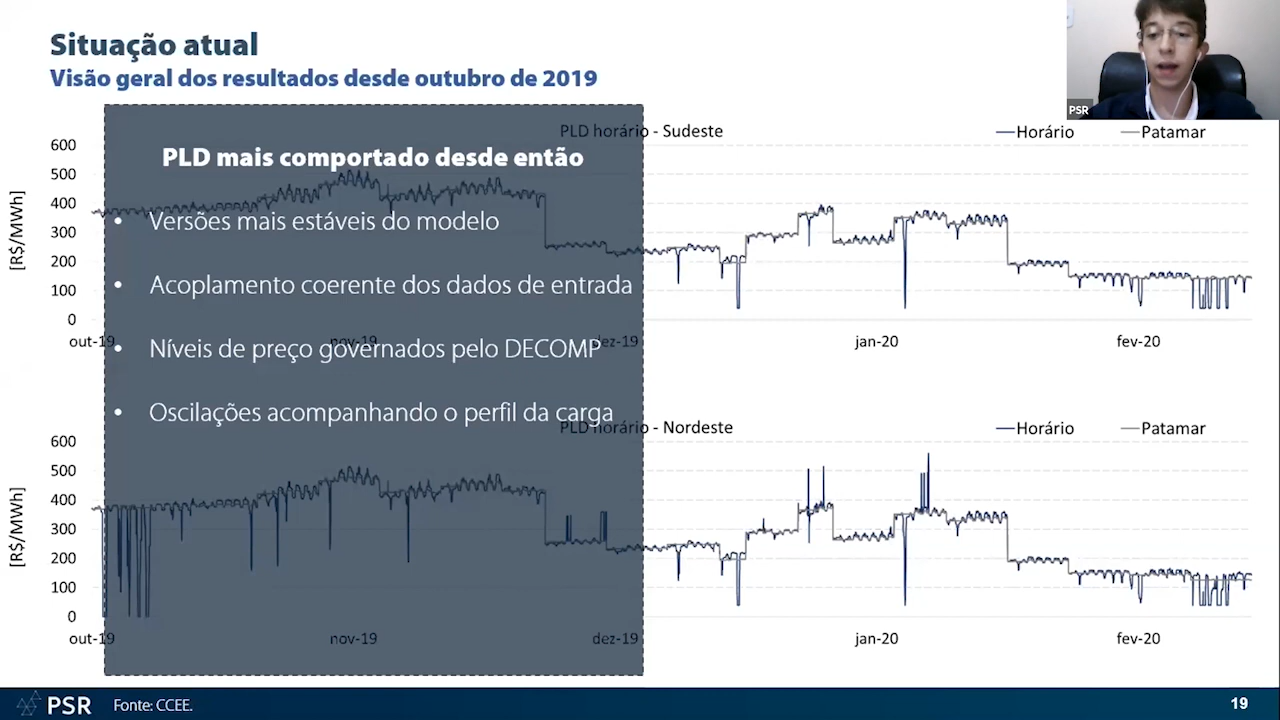 Situação atual
Visão geral dos resultados desde outubro de 2019
PSR
PLD horário - Sudeste
Horário
Patamar
[R$/MWh]
600
500
400
300
200
100
0
out-19
nov-19
dez-19
jan-20
fev-20
PLD mais comportado desde então
• Versões mais estáveis do modelo
• Acoplamento coerente dos dados de entrada
• Níveis de preço governados pelo DECOMP
• Oscilações acompanhando o perfil da carga
PLD horário - Nordeste
Horário
Patamar
[R$/MWh]
600
500
400
300
200
100
0
out-19
nov-19
dez-19
jan-20
fev-20
PSR
Fonte: CCEE.
19